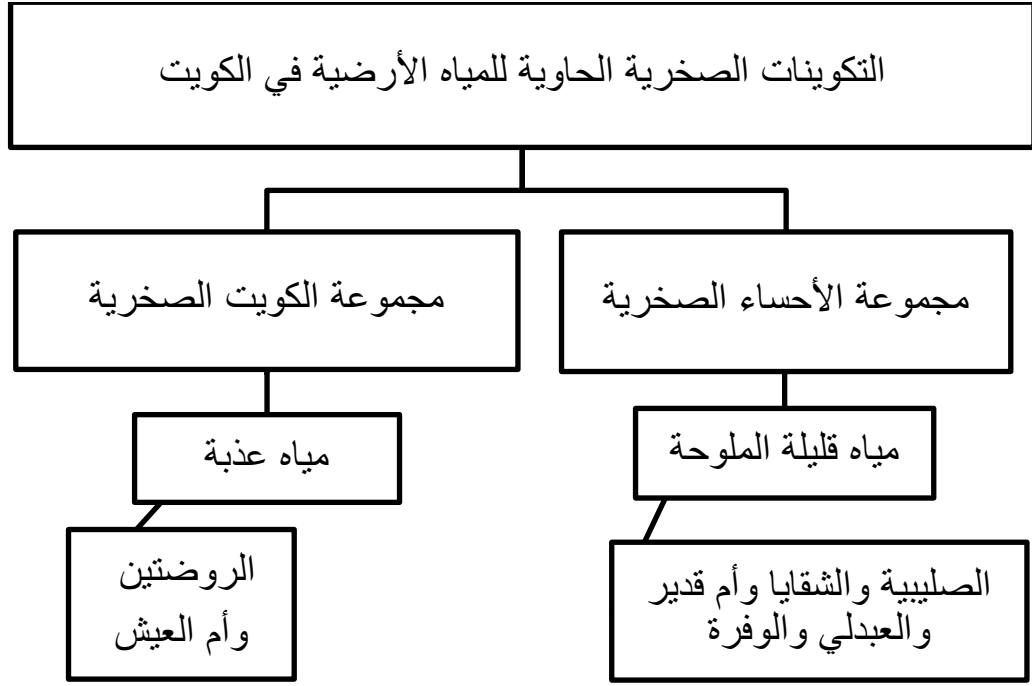 التكوينات الصخرية الحاوية للمياه الأرضية في الكويت
مجموعة الأحساء الصخرية
مجموعة الكويت الصخرية
مياه قليلة الملوحة
مياه عذبة
الصليبية والشقايا وأم قدير
والعبدلي والوفرة
الروضتين
وأم العيش